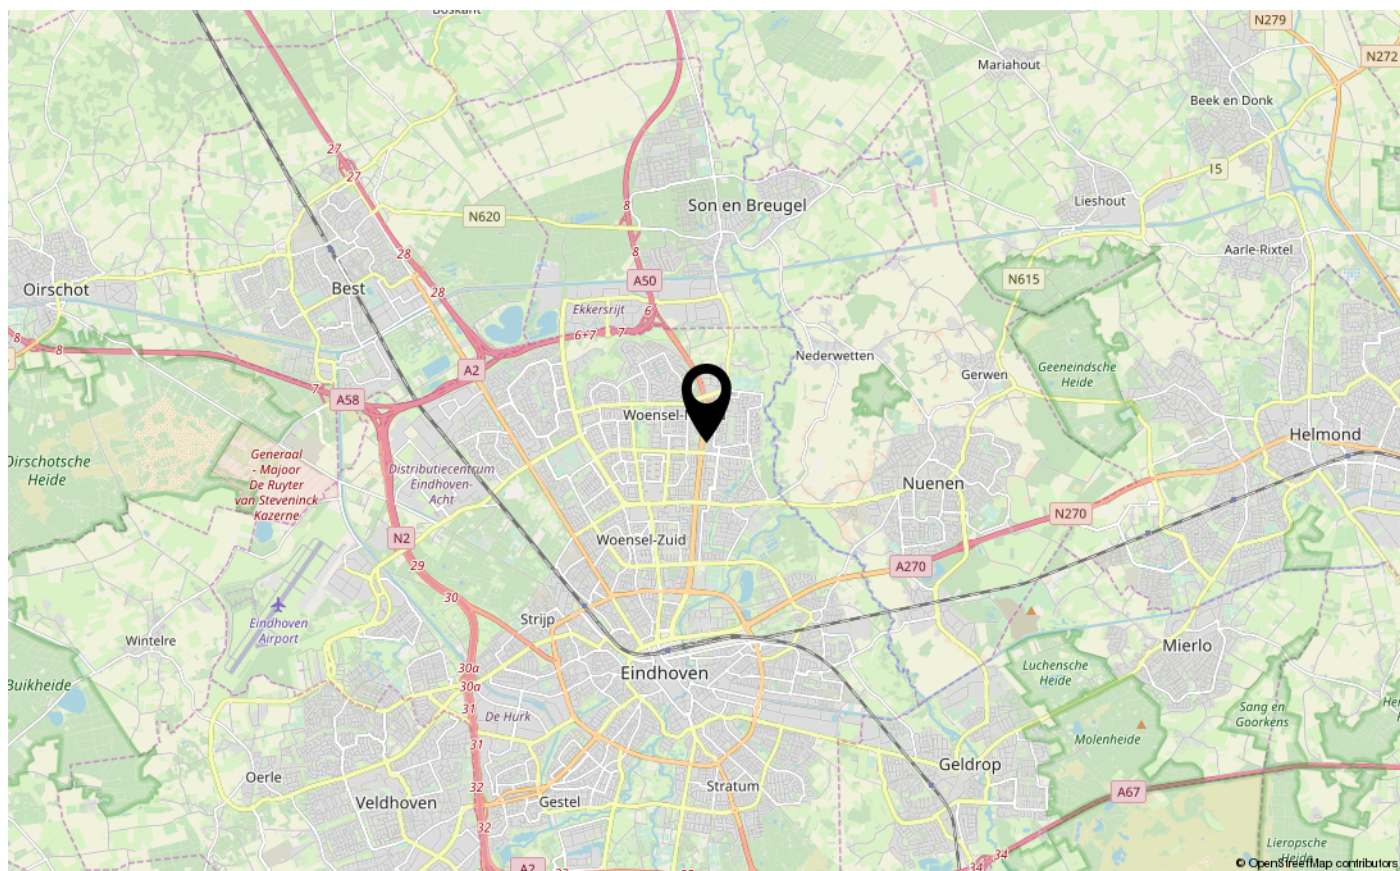 Boskant
N279
N272
Mariahout
Beek en Donk
27
27
I5
8
Son en Breugel
Lieshout
N620
28
8
Aarle-Rixtel
A50
N615
Oirschot
Best
28
Ekkersrijt
6
6+7
7
8
8
Nederwetten
A2
Gerwen
Geeneindsche
Heide
7
A58
Woensel-N
Helmond
Generaal
- Majoor
De Ruyter
van Steveninck
Kazerne
Oirschotsche
Heide
Distributiecentrum
Eindhoven-
Acht
Nuenen
N270
N2
Woensel-Zuid
29
A270
30
Eindhoven
Airport
Strijp
Wintelre
Mierlo
30a
30a
Eindhoven
Luchensche
Heide
Buikheide
31
De Hurk
Sang en
Goorkens
31
Molenheide
Oerle
Geldrop
32
Stratum
A67
Veldhoven
Gestel
32
34
Lieropsche
Heide
A2
34
© OpenStreetMap contributors